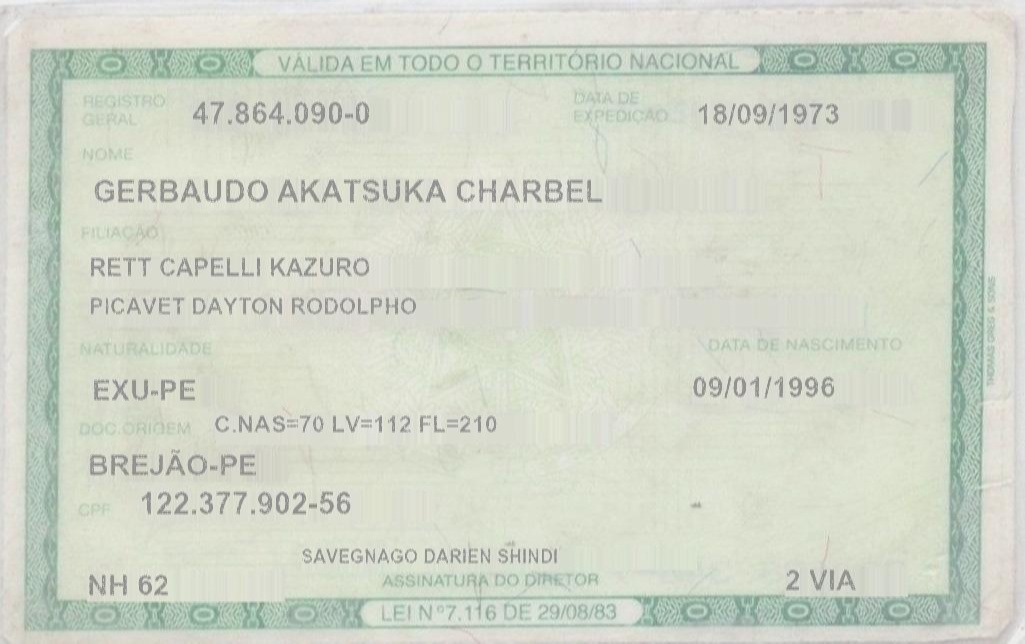 VÁLIDA EM TODO O TERRITÓRIO NACIONAL
REGISTRO GERAL 47.864.090-0 DATA DE EXPEDIÇÃO 18/09/1973
NOME
GERBAUDO AKATSUKA CHARBEL
FILIAÇÃO
RETT CAPELLI KAZURO
PICAVET DAYTON RODOLPHO
NATURALIDADE DATA DE NASCIMENTO
EXU-PE 09/01/1996
DOC.ORIGEM C.NAS=70 LV=112 FL=210
BREJÃO-PE
CPF 122.377.902-56
SAVEGNAGO DARIEN SHINDI
NH 62 ASSINATURA DO DIRETOR 2 VIA
LEI Nº7.116 DE 29/08/83
THOMAS GREG & SONS